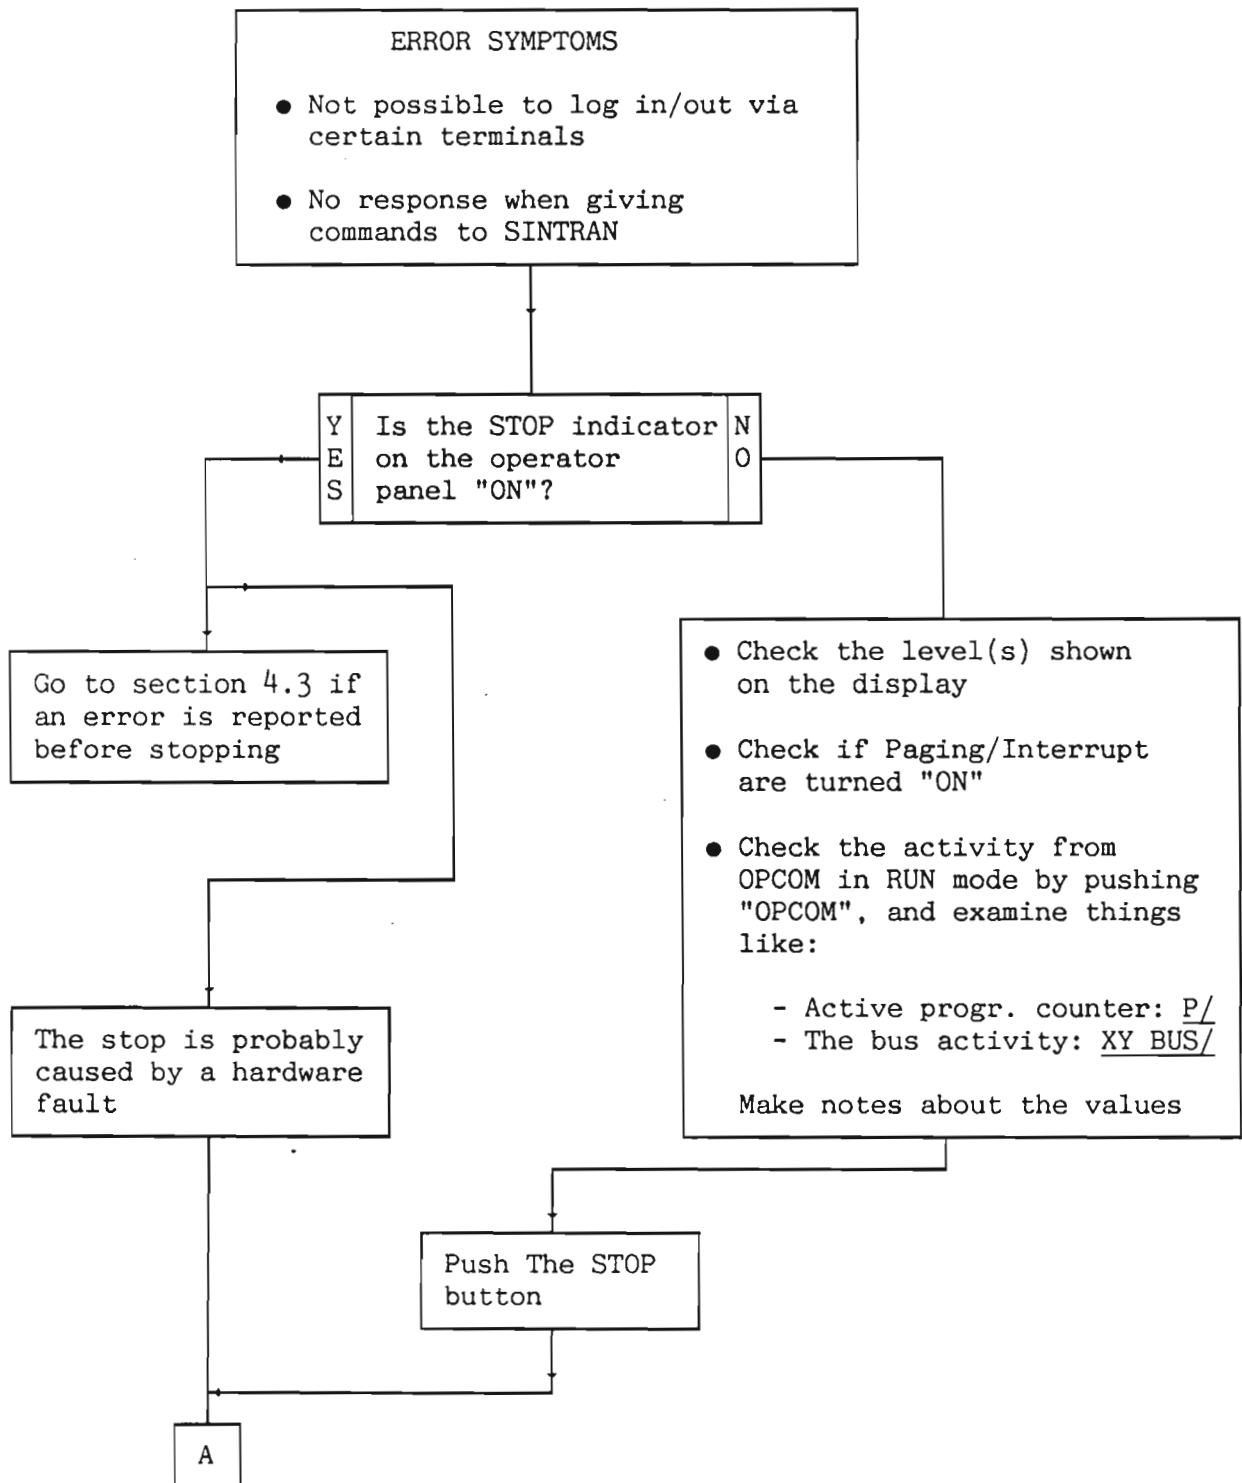 ERROR SYMPTOMS
● Not possible to log in/out via
certain terminals
● No response when giving
commands to SINTRAN
YES
Is the STOP indicator
on the operator
panel "ON"?
NO
Go to section 4.3 if
an error is reported
before stopping
● Check the level(s) shown
on the display
● Check if Paging/Interrupt
are turned "ON"
● Check the activity from
OPCOM in RUN mode by pushing
"OPCOM", and examine things
like:
- Active progr. counter: P/
- The bus activity: XY BUS/
Make notes about the values
The stop is probably
caused by a hardware
fault
Push The STOP
button
A